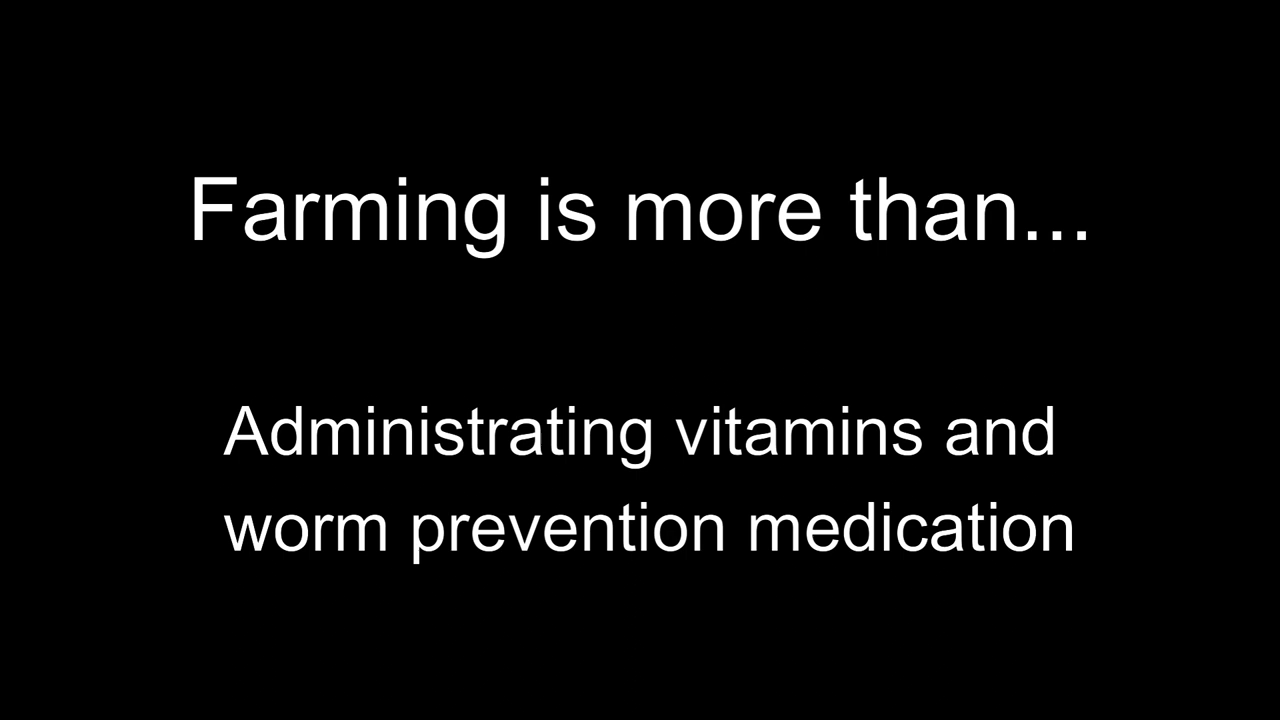 Farming is more than...
Administrating vitamins and
worm prevention medication